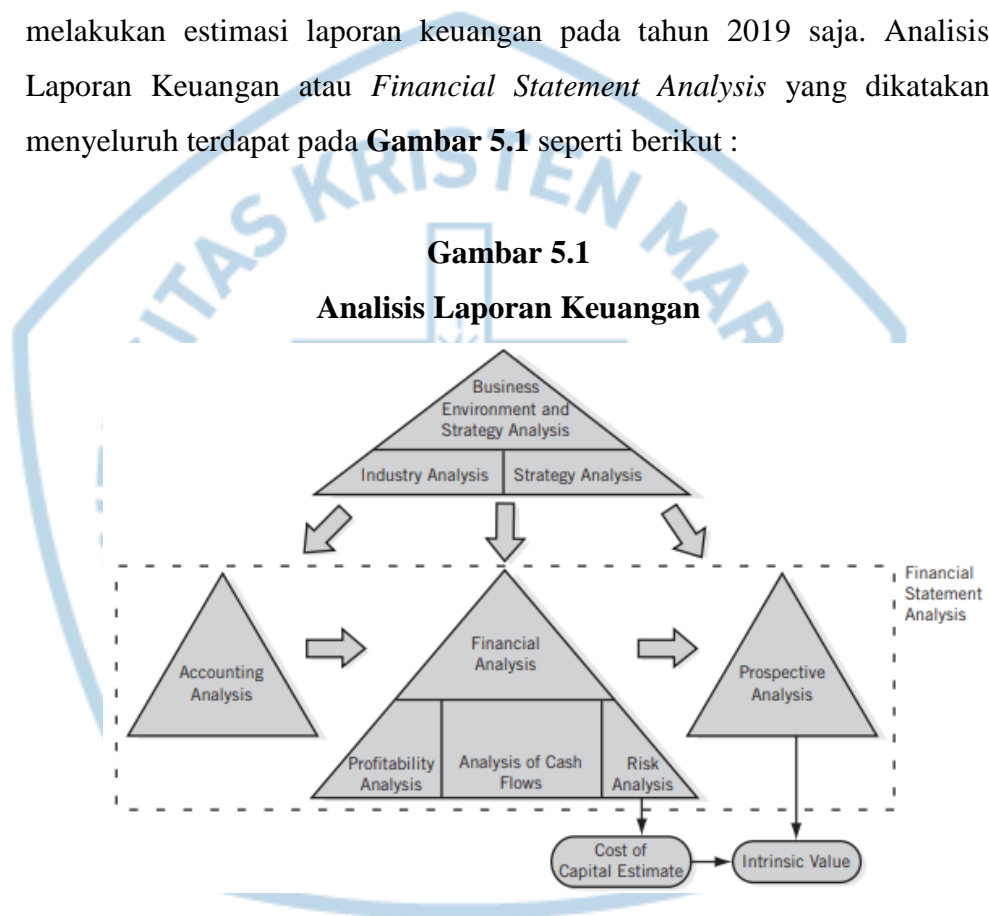 melakukan estimasi laporan keuangan pada tahun 2019 saja. Analisis
Laporan Keuangan atau Financial Statement Analysis yang dikatakan
menyeluruh terdapat pada Gambar 5.1 seperti berikut :
ITAS KRISTEN MAR
Gambar 5.1
Analisis Laporan Keuangan
Business
Environment and
Strategy Analysis
Industry Analysis
Strategy Analysis
Financial
Statement
Analysis
Accounting
Analysis
Financial
Analysis
Prospective
Analysis
Profitability
Analysis
Analysis of Cash
Flows
Risk
Analysis
Cost of
Capital Estimate
Intrinsic Value